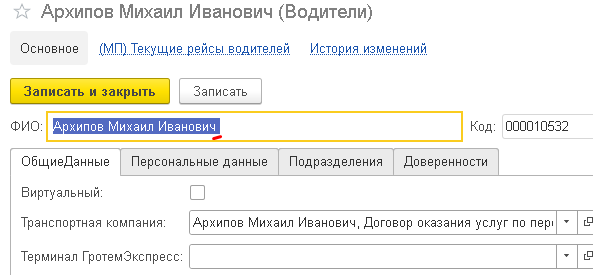 Архипов Михаил Иванович (Водители)
Основное (МП) Текущие рейсы водителей История изменений
Записать и закрыть Записать
ФИО: Архипов Михаил Иванович Код: 000010532
ОбщиеДанные Персональные данные Подразделения Доверенности
Виртуальный:
Транспортная компания: Архипов Михаил Иванович, Договор оказания услуг по пер
Терминал ГротемЭкспресс: